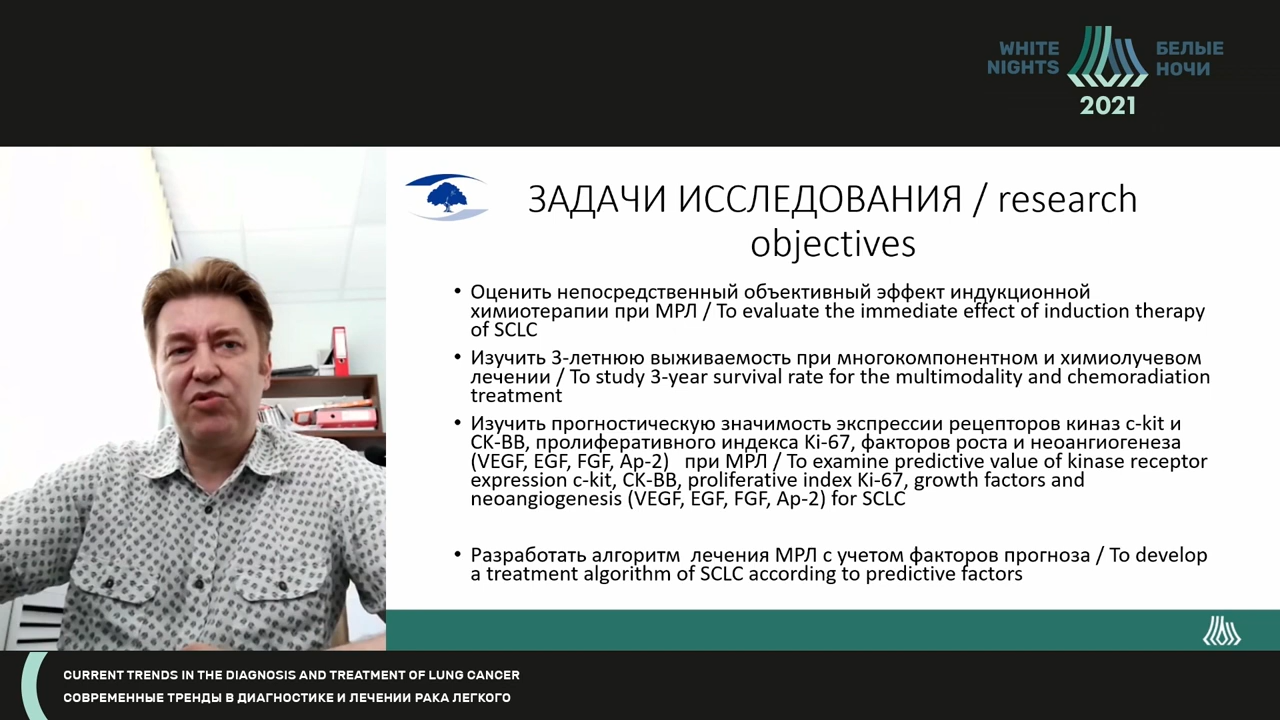 WHITE NIGHTS
БЕЛЫЕ НОЧИ
2021
ЗАДАЧИ ИССЛЕДОВАНИЯ / research
objectives
• Оценить непосредственный объективный эффект индукционной
химиотерапии при МРЛ / To evaluate the immediate effect of induction therapy
of SCLC
• Изучить 3-летнюю выживаемость при многокомпонентном и химиолучевом
лечении / To study 3-year survival rate for the multimodality and chemoradiation
treatment
• Изучить прогностическую значимость экспрессии рецепторов киназ c-kit и
CK-BB, пролиферативного индекса Ki-67, факторов роста и неоангиогенеза
(VEGF, EGF, FGF, Ap-2) при МРЛ / To examine predictive value of kinase receptor
expression c-kit, CK-BB, proliferative index Ki-67, growth factors and
neoangiogenesis (VEGF, EGF, FGF, Ap-2) for SCLC
• Разработать алгоритм лечения МРЛ с учетом факторов прогноза / To develop
a treatment algorithm of SCLC according to predictive factors
CURRENT TRENDS IN THE DIAGNOSIS AND TREATMENT OF LUNG CANCER
СОВРЕМЕННЫЕ ТРЕНДЫ В ДИАГНОСТИКЕ И ЛЕЧЕНИИ РАКА ЛЕГКОГО